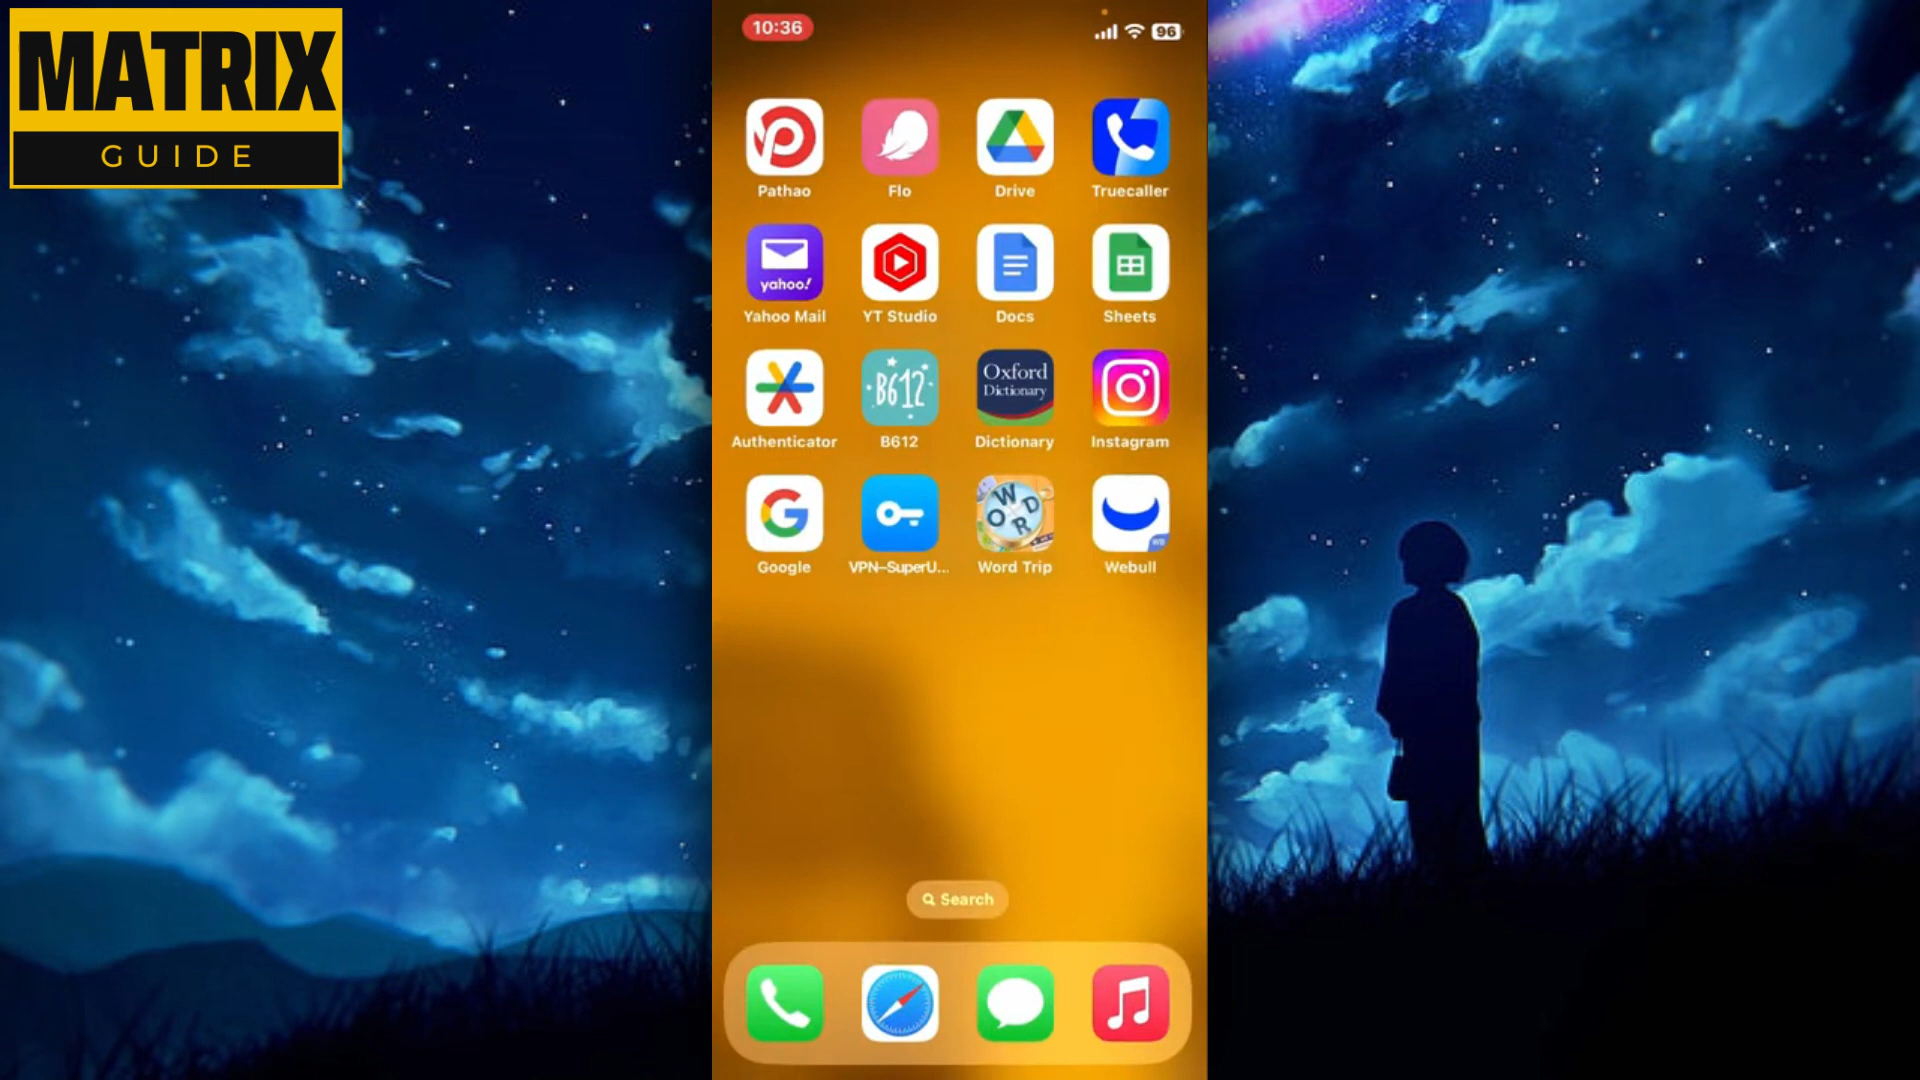 MATRIX
GUIDE
10:36
96
Pathao
Flo
Drive
Truecaller
yahoo!
Yahoo Mail
YT Studio
Docs
Sheets
B612
Oxford
Dictionary
Authenticator
B612
Dictionary
Instagram
W
O
R
D
WB
Google
VPN–SuperU...
Word Trip
Webull
Search